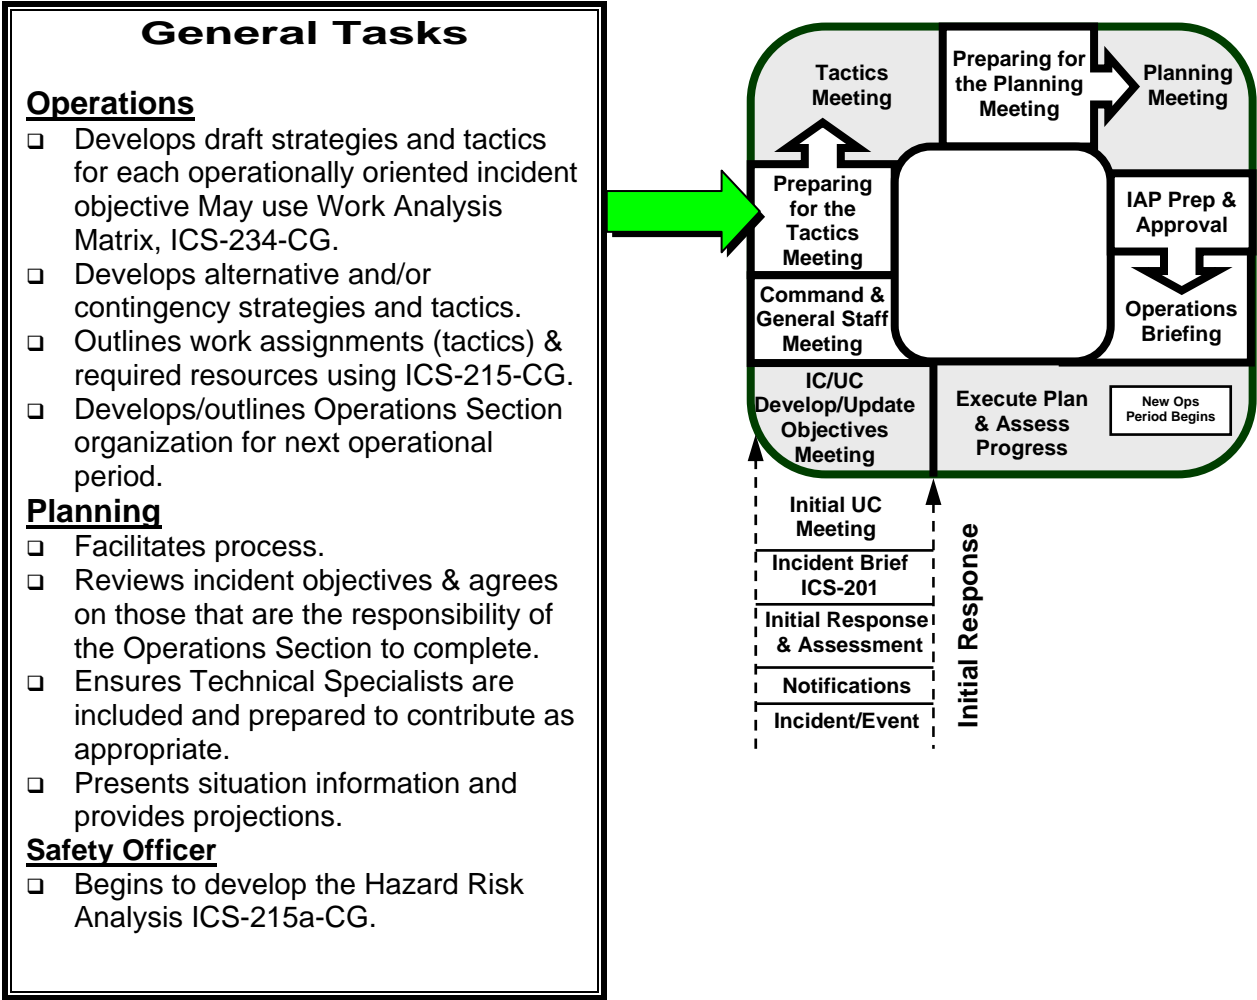 General Tasks
Operations
❑ Develops draft strategies and tactics
for each operationally oriented incident
objective May use Work Analysis
Matrix, ICS-234-CG.
❑ Develops alternative and/or
contingency strategies and tactics.
❑ Outlines work assignments (tactics) &
required resources using ICS-215-CG.
❑ Develops/outlines Operations Section
organization for next operational
period.
Planning
❑ Facilitates process.
❑ Reviews incident objectives & agrees
on those that are the responsibility of
the Operations Section to complete.
❑ Ensures Technical Specialists are
included and prepared to contribute as
appropriate.
❑ Presents situation information and
provides projections.
Safety Officer
❑ Begins to develop the Hazard Risk
Analysis ICS-215a-CG.
Tactics
Meeting
Preparing for
the Planning
Meeting
Planning
Meeting
Preparing
for the
Tactics
Meeting
IAP Prep &
Approval
Command &
General Staff
Meeting
Operations
Briefing
IC/UC
Develop/Update
Objectives
Meeting
Execute Plan
& Assess
Progress
New Ops
Period Begins
Initial UC
Meeting
Incident Brief
ICS-201
Initial Response
& Assessment
Notifications
Incident/Event
Initial Response